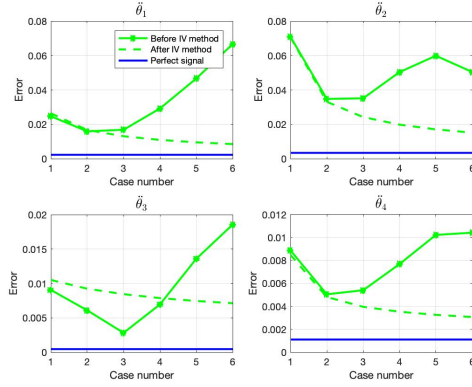 θ̈₁
0.08
0.06
0.04
0.02
0
Error
1 2 3 4 5 6
Case number
Before IV method
After IV method
Perfect signal
θ̈₂
0.08
0.06
0.04
0.02
0
Error
1 2 3 4 5 6
Case number
θ̈₃
0.02
0.015
0.01
0.005
0
Error
1 2 3 4 5 6
Case number
θ̈₄
0.012
0.01
0.008
0.006
0.004
0.002
0
Error
1 2 3 4 5 6
Case number